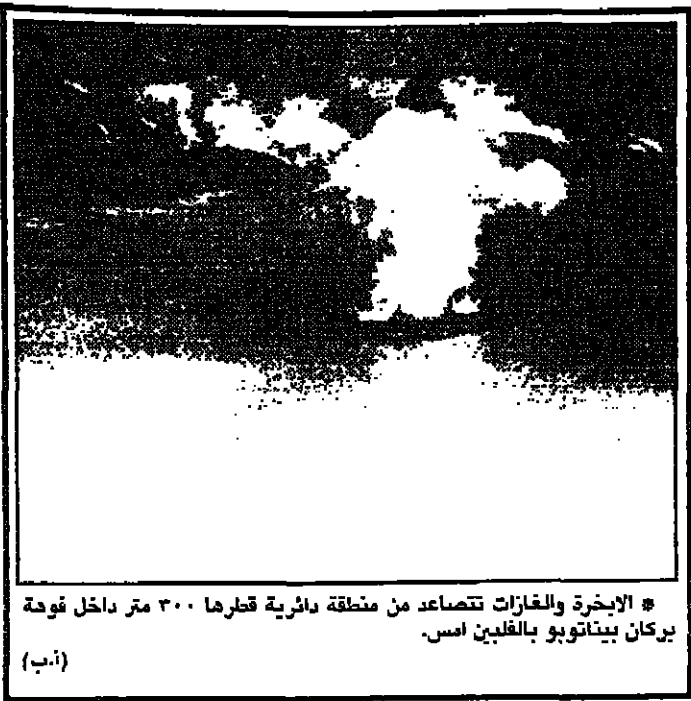 * الابخرة والغازات تتصاعد من منطقة دائرية قطرها ٣٠٠ متر داخل فوهة
بركان بيناتوبو بالفلبين امس.
(أ.ب)